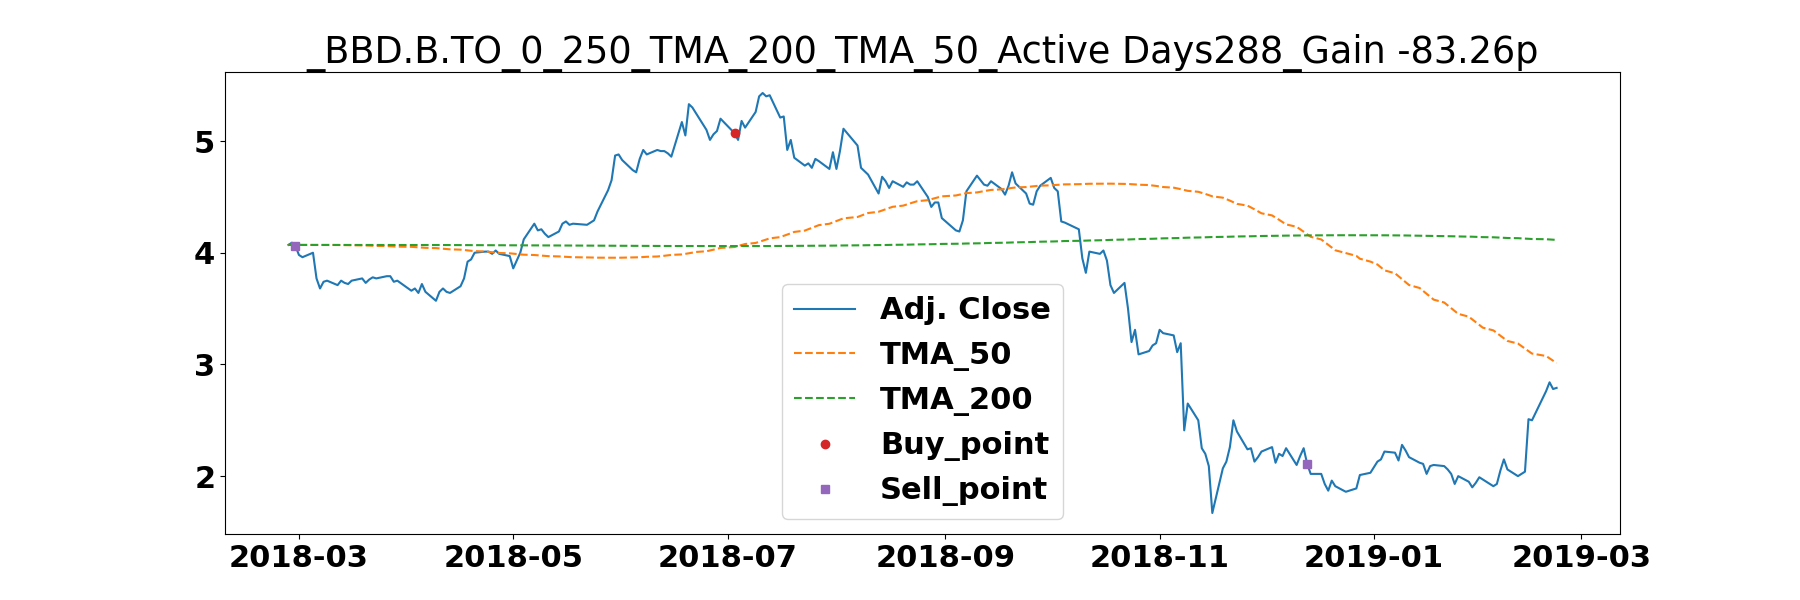 _BBD.B.TO_0_250_TMA_200_TMA_50_Active Days288_Gain -83.26p
5
4
3
2
Adj. Close
TMA_50
TMA_200
Buy_point
Sell_point
2018-03 2018-05 2018-07 2018-09 2018-11 2019-01 2019-03